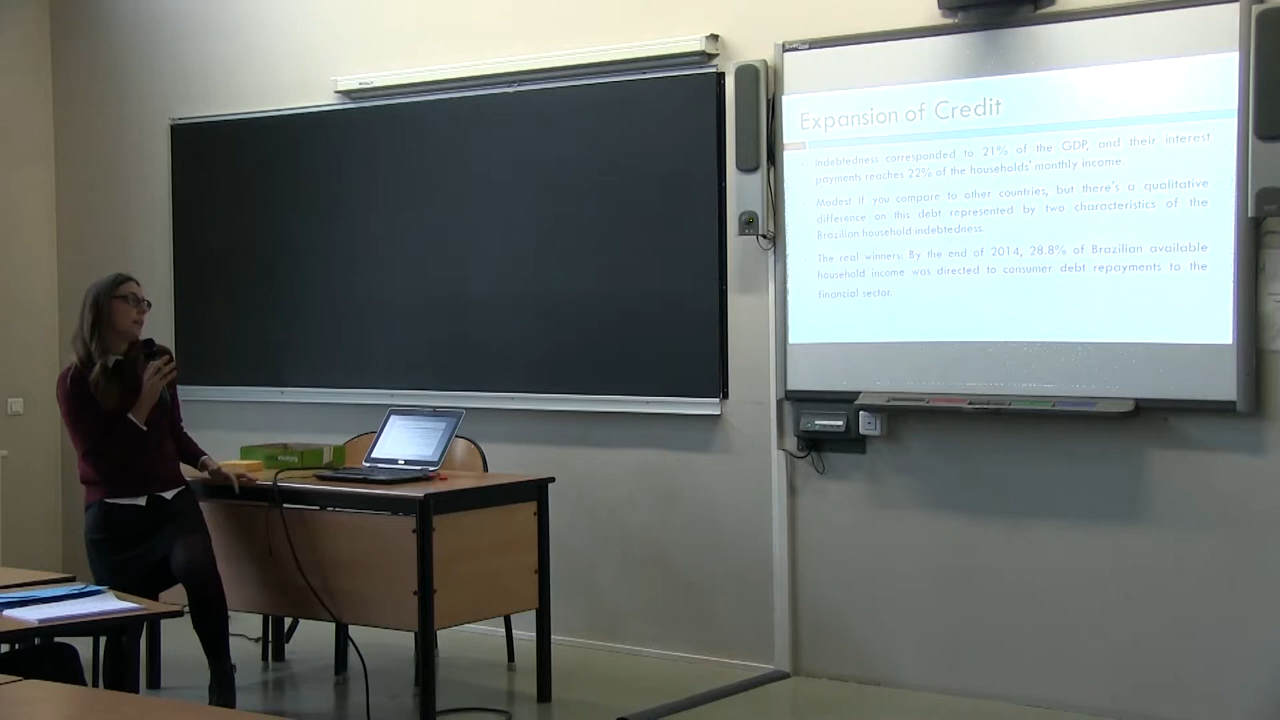 Expansion of Credit
Indebtedness corresponded to 21% of the GDP, and their interest
payments reaches 22% of the households' monthly income.
Modest if you compare to other countries, but there's a qualitative
difference on this debt represented by two characteristics of the
Brazilian household indebtedness.
The real winners: By the end of 2014, 28.8% of Brazilian available
household income was directed to consumer debt repayments to the
financial sector.